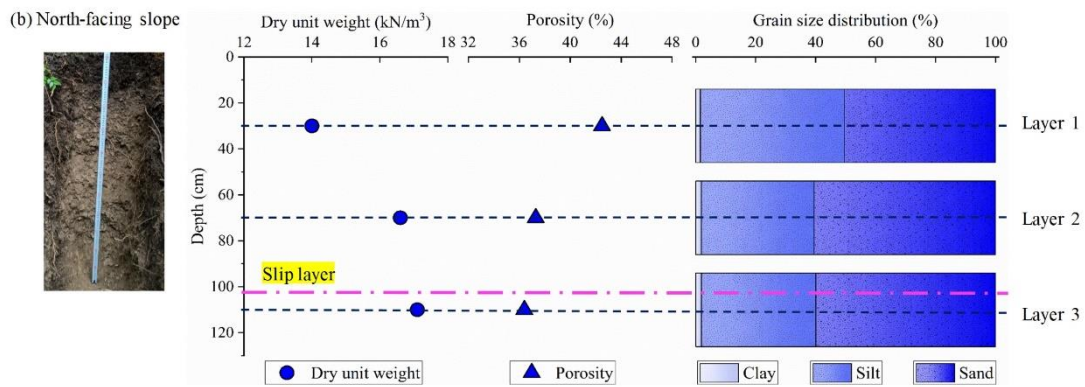 (b) North-facing slope
Dry unit weight (kN/m³)
Porosity (%)
Grain size distribution (%)
12 14 16 18 32 36 40 44 48 0 20 40 60 80 100
0
20
40
60
80
100
120
Depth (cm)
Layer 1
Layer 2
Slip layer
Layer 3
Dry unit weight
Porosity
Clay
Silt
Sand